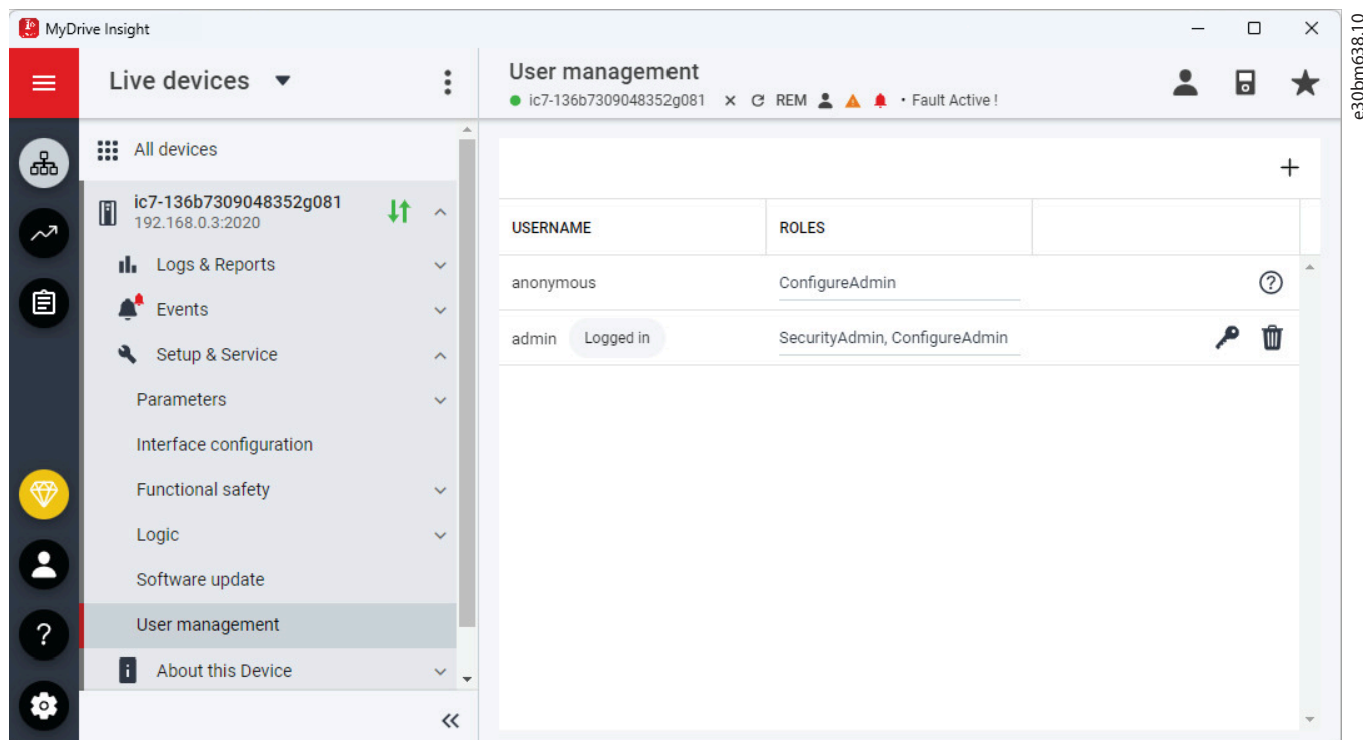 MyDrive Insight
Live devices
All devices
ic7-136b7309048352g081
192.168.0.3:2020
Logs & Reports
Events
Setup & Service
Parameters
Interface configuration
Functional safety
Logic
Software update
User management
About this Device
User management
ic7-136b7309048352g081 REM • Fault Active !
USERNAME ROLES
anonymous ConfigureAdmin
admin Logged in SecurityAdmin, ConfigureAdmin
e30bm638.10